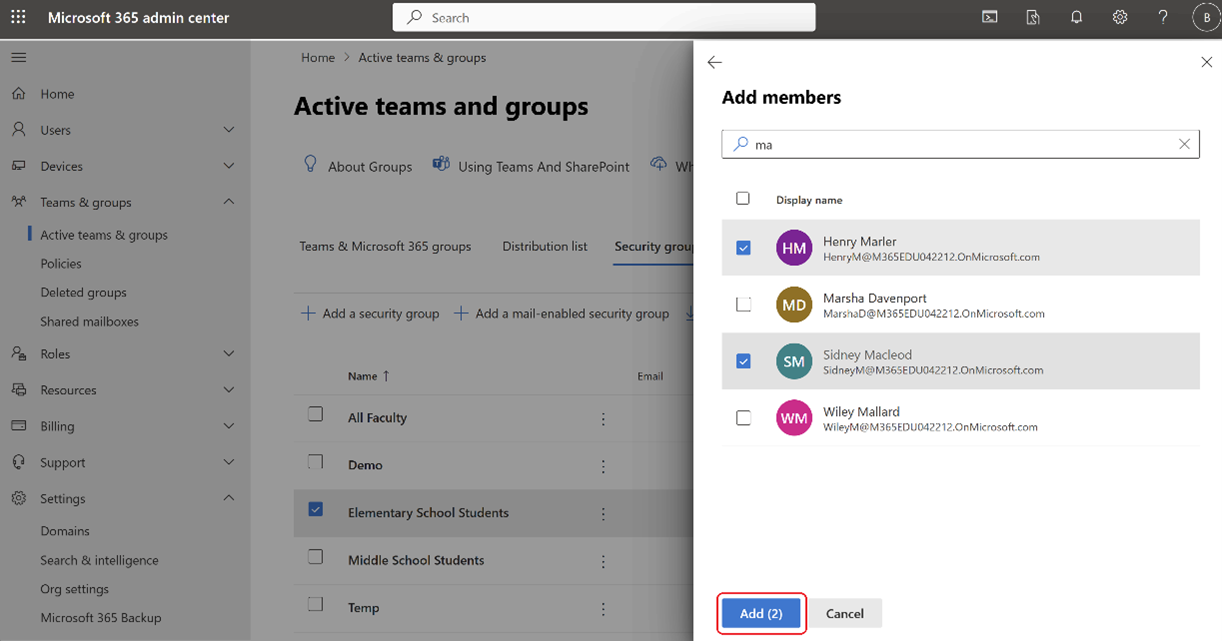 Microsoft 365 admin center
Search
B
Home
Users
Devices
Teams & groups
Active teams & groups
Policies
Deleted groups
Shared mailboxes
Roles
Resources
Billing
Support
Settings
Domains
Search & intelligence
Org settings
Microsoft 365 Backup
Home > Active teams & groups
Active teams and groups
About Groups
Using Teams And SharePoint
Teams & Microsoft 365 groups
Distribution list
Add a security group
Add a mail-enabled security group
Name ↑
Email
All Faculty
Demo
Elementary School Students
Middle School Students
Temp
Add members
ma
Display name
HM
Henry Marler
HenryM@M365EDU042212.OnMicrosoft.com
MD
Marsha Davenport
MarshaD@M365EDU042212.OnMicrosoft.com
SM
Sidney Macleod
SidneyM@M365EDU042212.OnMicrosoft.com
WM
Wiley Mallard
WileyM@M365EDU042212.OnMicrosoft.com
Add (2)
Cancel